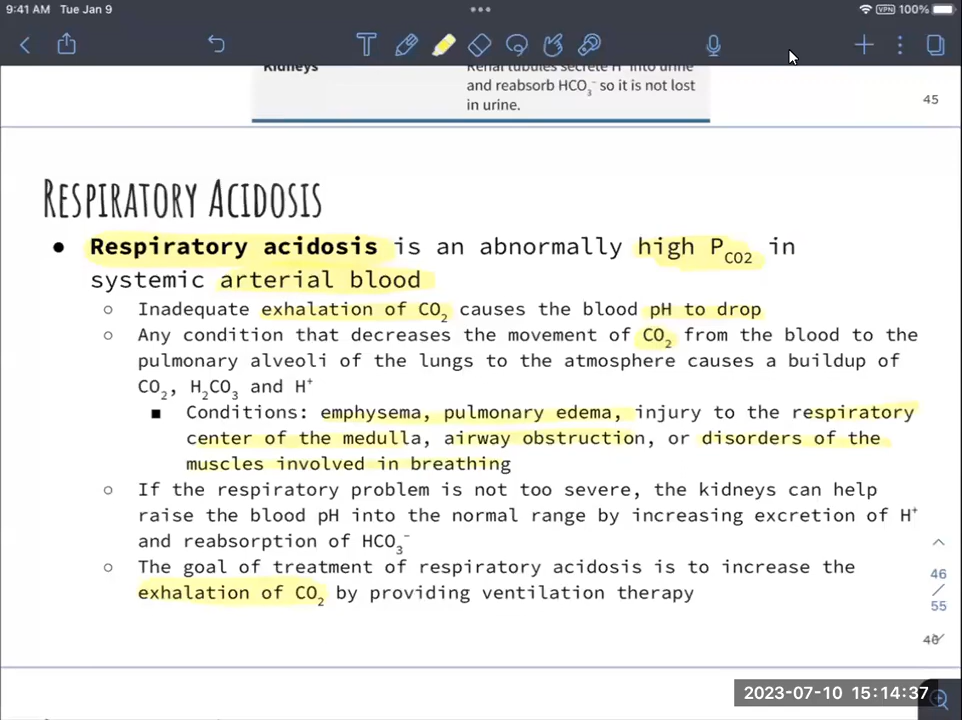 9:41 AM Tue Jan 9
VPN 100%
Kidneys
Renal tubules secrete H⁺ into urine
and reabsorb HCO₃⁻ so it is not lost
in urine.
45
RESPIRATORY ACIDOSIS
● Respiratory acidosis is an abnormally high P_CO2 in
systemic arterial blood
○ Inadequate exhalation of CO₂ causes the blood pH to drop
○ Any condition that decreases the movement of CO₂ from the blood to the
pulmonary alveoli of the lungs to the atmosphere causes a buildup of
CO₂, H₂CO₃ and H⁺
■ Conditions: emphysema, pulmonary edema, injury to the respiratory
center of the medulla, airway obstruction, or disorders of the
muscles involved in breathing
○ If the respiratory problem is not too severe, the kidneys can help
raise the blood pH into the normal range by increasing excretion of H⁺
and reabsorption of HCO₃⁻
○ The goal of treatment of respiratory acidosis is to increase the
exhalation of CO₂ by providing ventilation therapy
46
/
55
46
2023-07-10 15:14:37